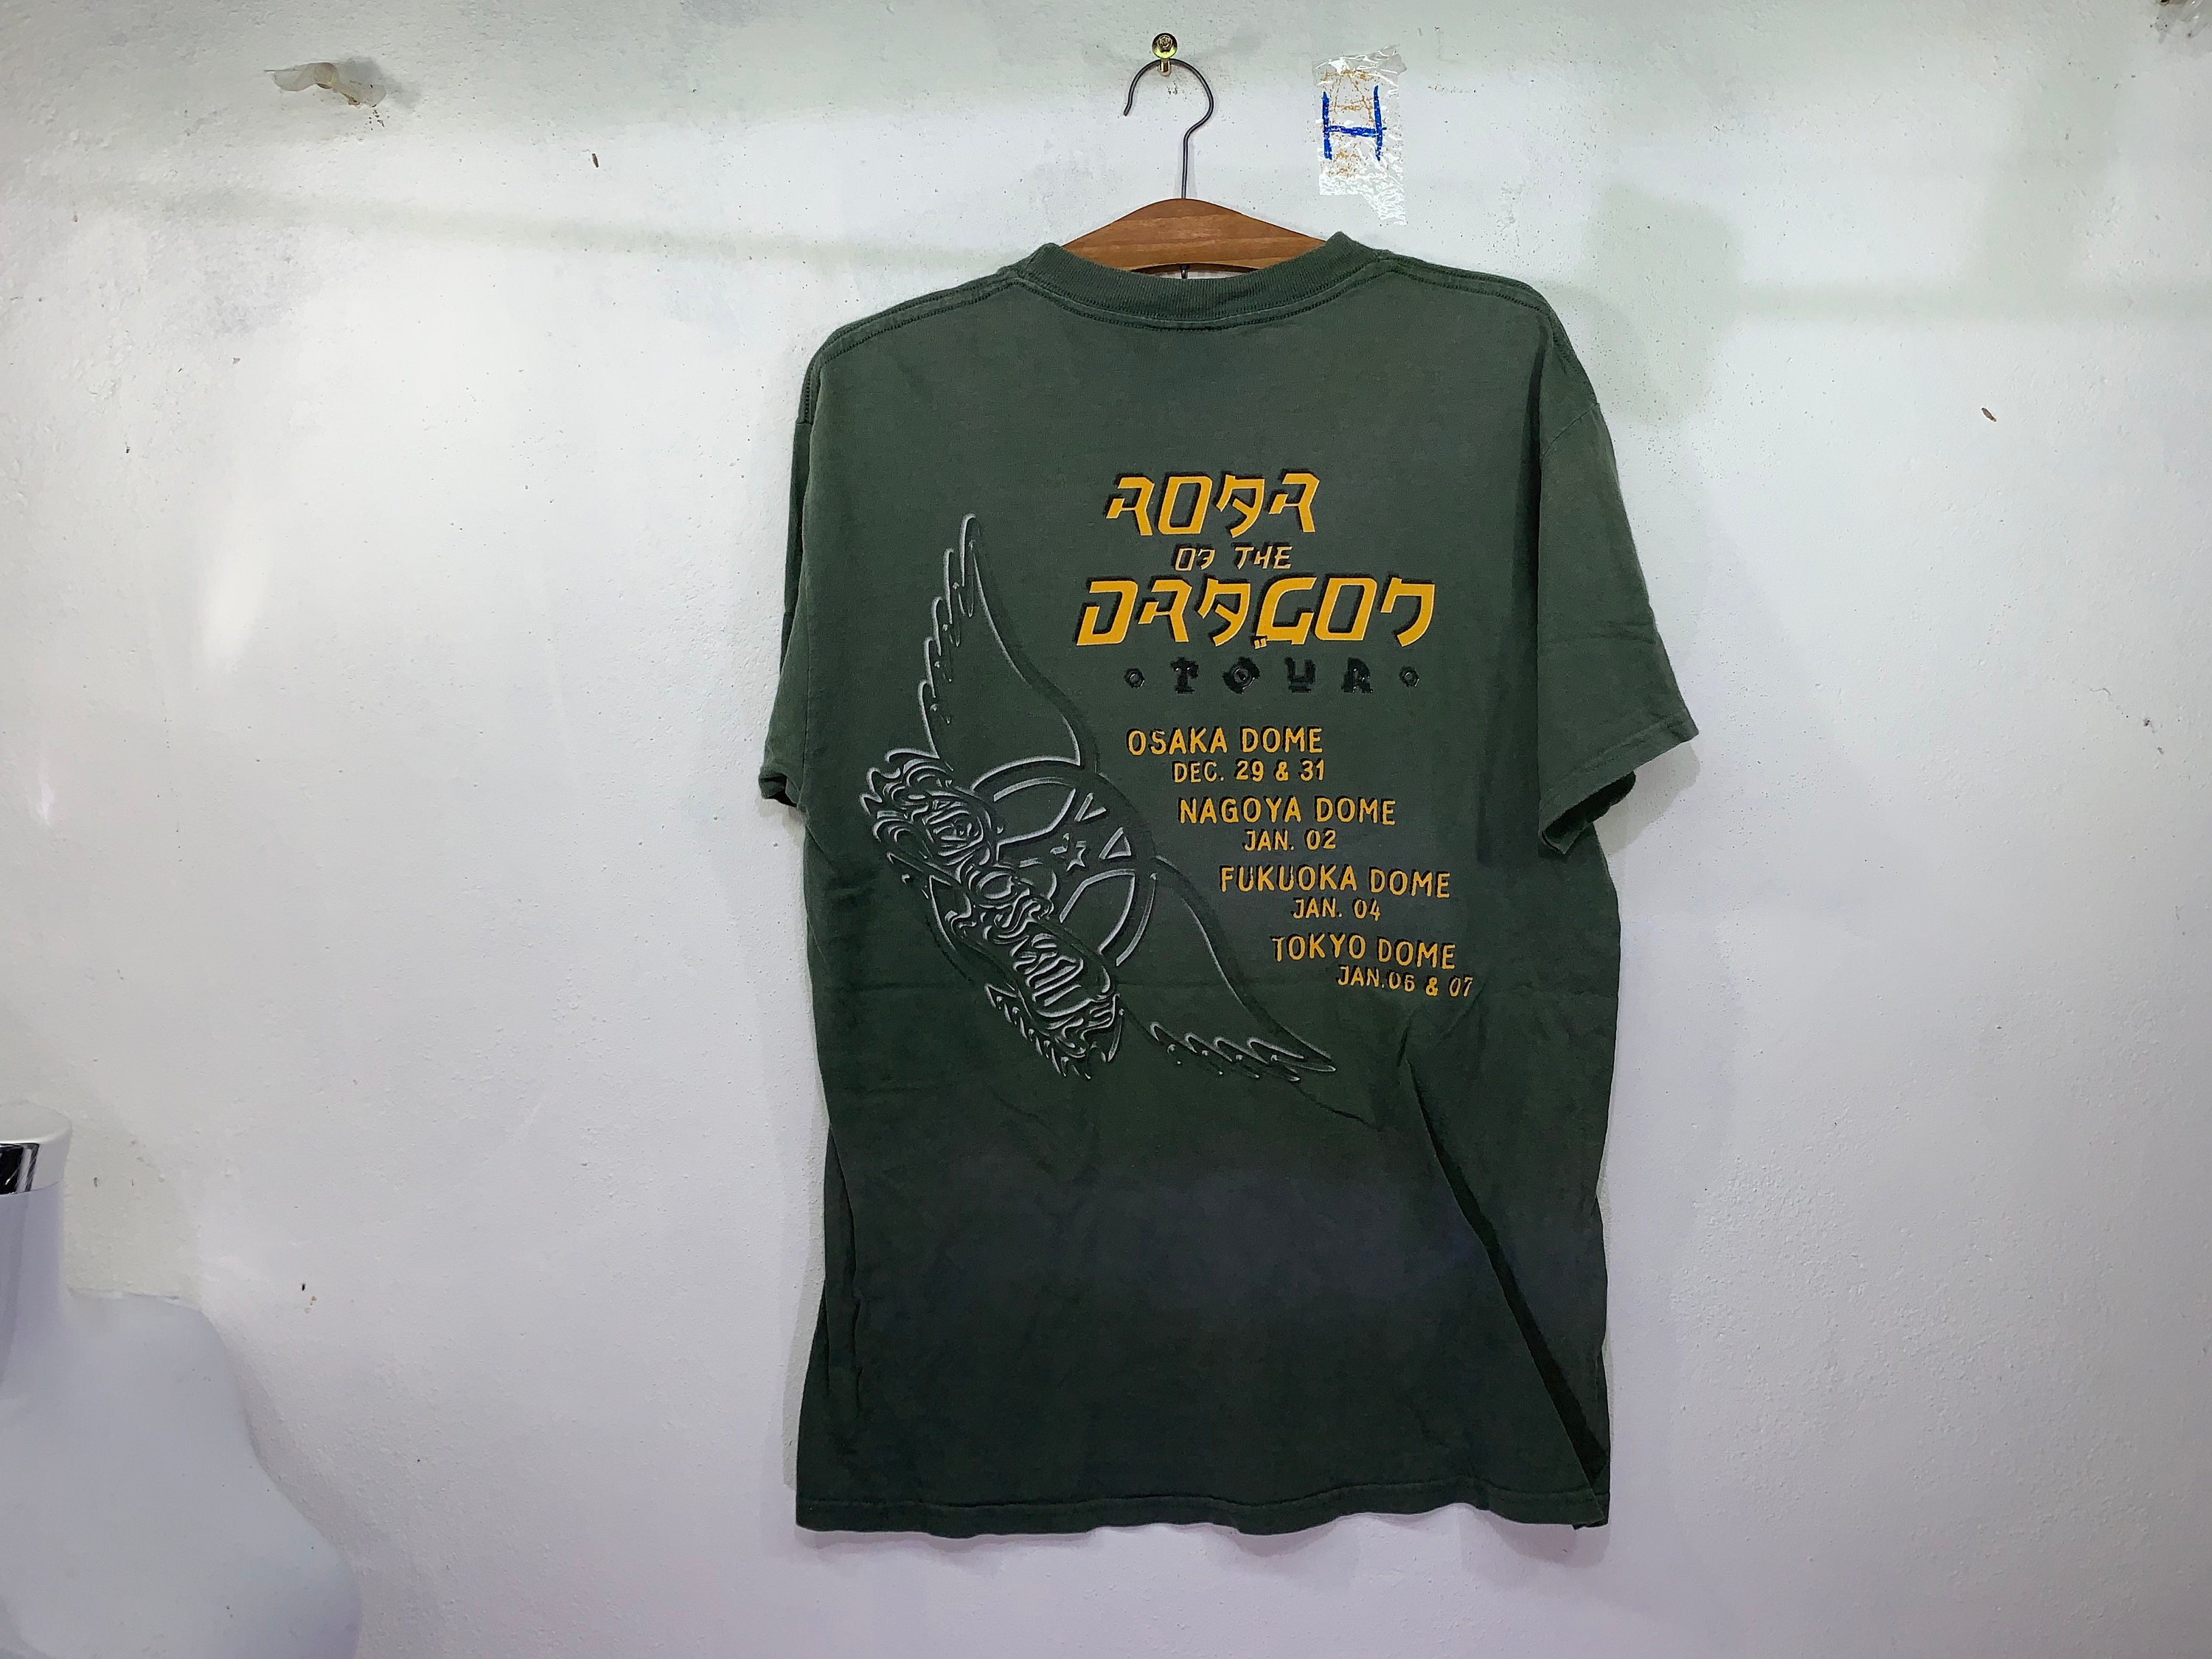 H
ROAR
OF THE
DRAGON
• TOUR •
OSAKA DOME
DEC. 29 & 31
NAGOYA DOME
JAN. 02
FUKUOKA DOME
JAN. 04
TOKYO DOME
JAN.06 & 07